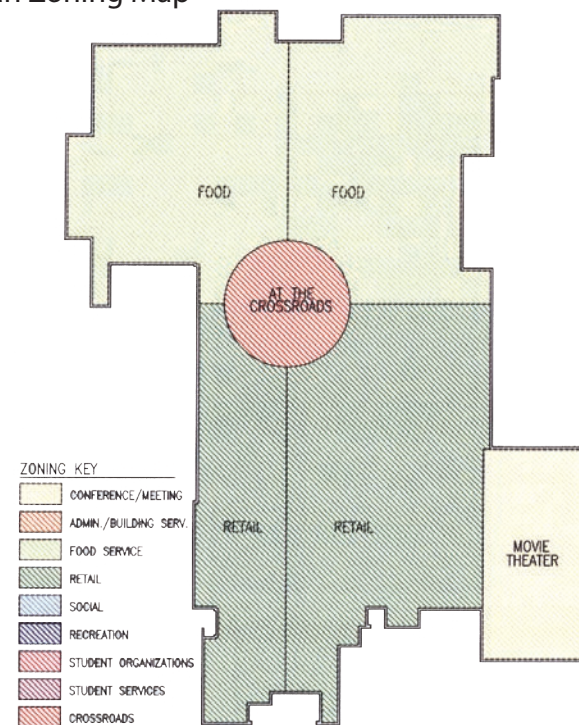 Zoning Map
FOOD
FOOD
AT THE
CROSSROADS
RETAIL
RETAIL
MOVIE
THEATER
ZONING KEY
CONFERENCE/MEETING
ADMIN./BUILDING SERV.
FOOD SERVICE
RETAIL
SOCIAL
RECREATION
STUDENT ORGANIZATIONS
STUDENT SERVICES
CROSSROADS